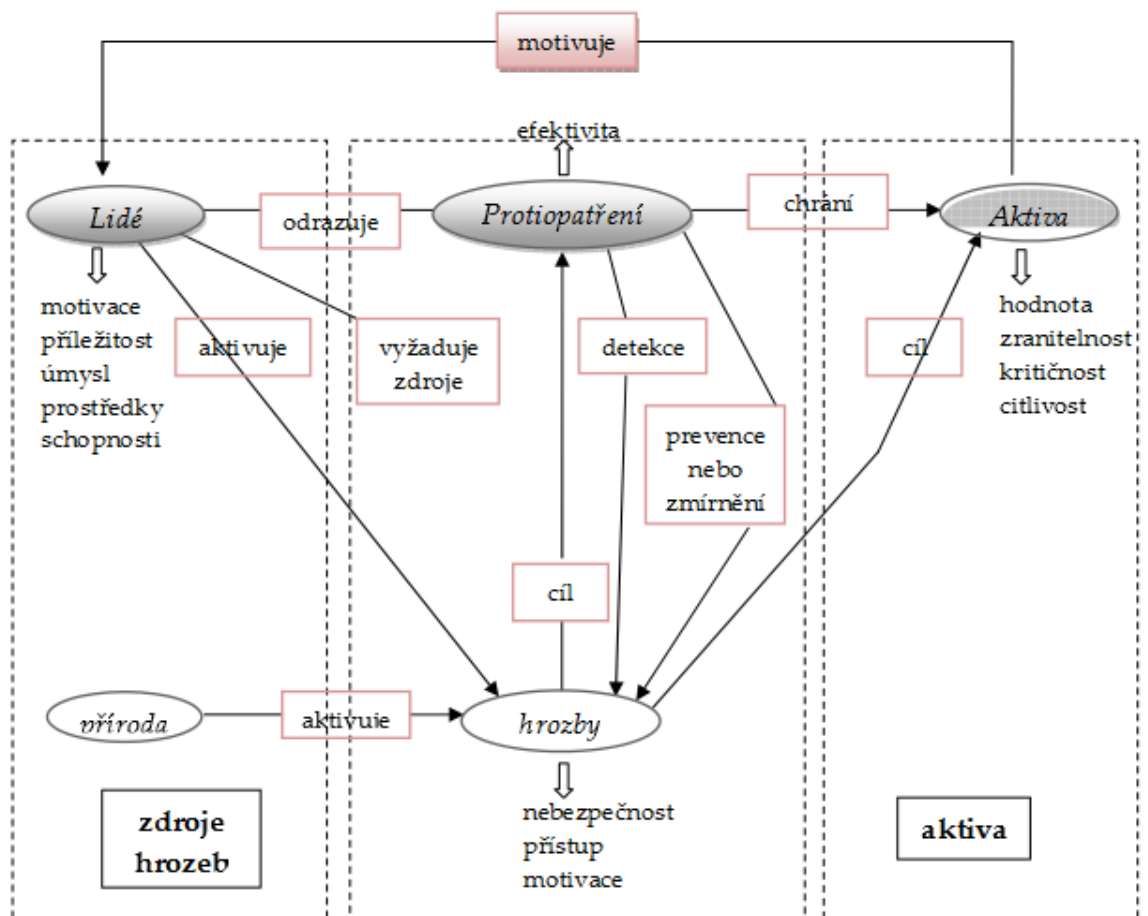 motivuje
efektivita
Lidé
odrazuje
Protiopatření
chrání
Aktiva
motivace
příležitost
úmysl
prostředky
schopnosti
aktivuje
vyžaduje
zdroje
detekce
cíl
hodnota
zranitelnost
kritičnost
citlivost
prevence
nebo
zmírnění
cíl
příroda
aktivuje
hrozby
zdroje
hrozeb
nebezpečnost
přístup
motivace
aktiva